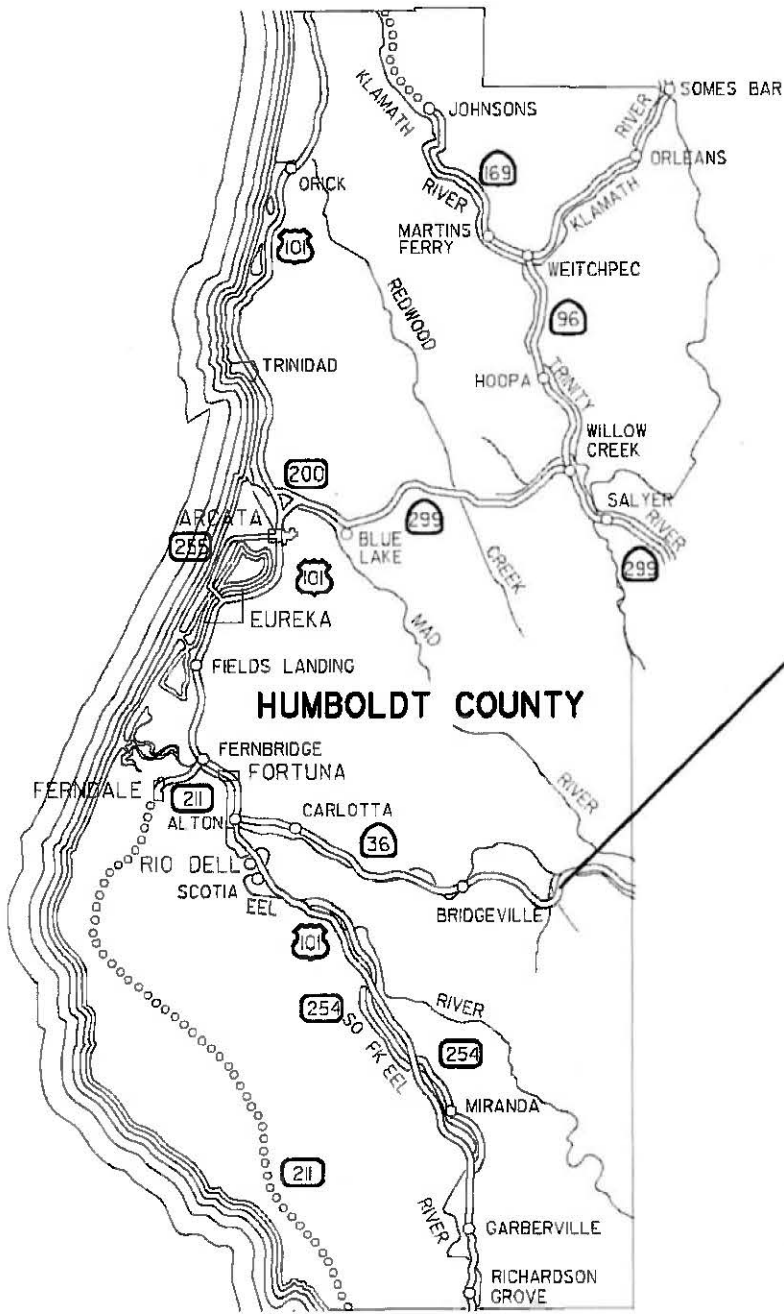 SOMES BAR
KLAMATH
JOHNSONS
RIVER
ORICK
169
ORLEANS
RIVER
KLAMATH
MARTINS
FERRY
101
WEITCHPEC
REDWOOD
96
TRINIDAD
HOOPA
TRINITY
WILLOW
CREEK
200
SALYER
ARCATA
299
RIVER
255
BLUE
LAKE
CREEK
299
101
EUREKA
MAD
FIELDS LANDING
HUMBOLDT COUNTY
FERNBRIDGE
FORTUNA
RIVER
FERNDALE
211
ALTON
CARLOTTA
36
RIO DELL
SCOTIA
BRIDGEVILLE
EEL
101
254
SO FK EEL
RIVER
254
MIRANDA
211
RIVER
GARBERVILLE
RICHARDSON
GROVE